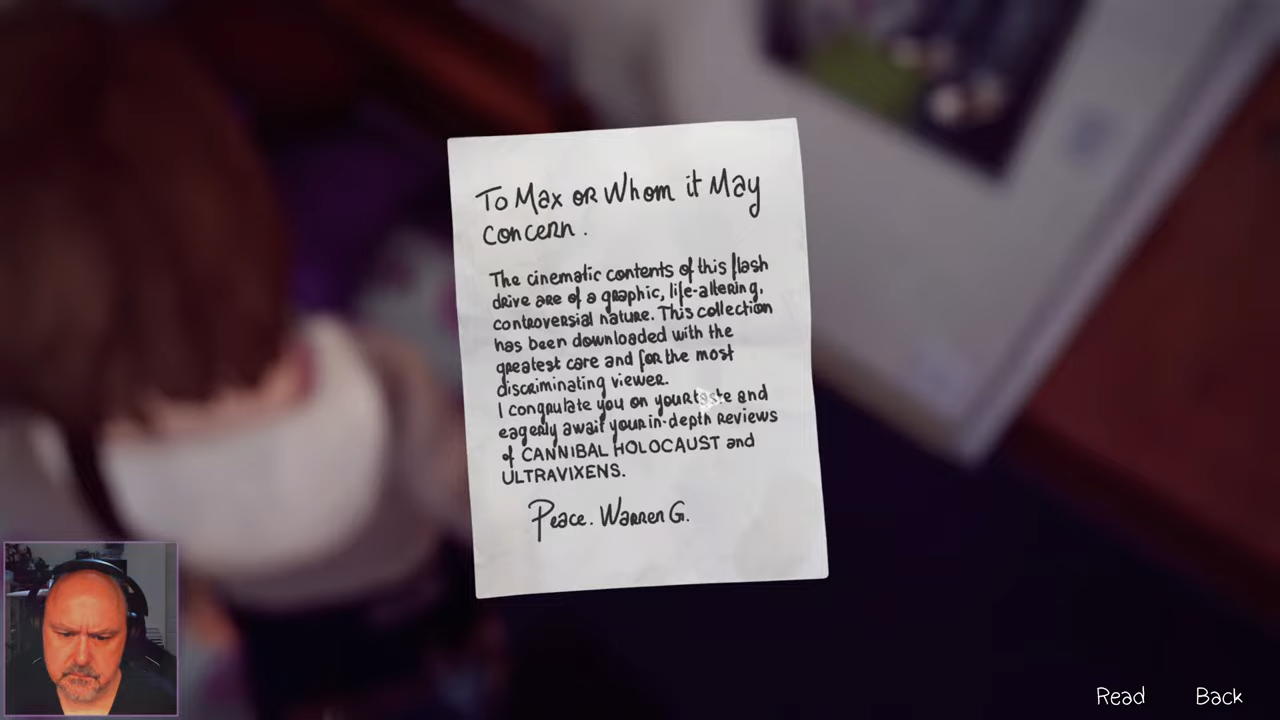 To Max or Whom it May
Concern.
The cinematic contents of this flash
drive are of a graphic, life-altering,
controversial nature. This collection
has been downloaded with the
greatest care and for the most
discriminating viewer.
I congrulate you on your taste and
eagerly await your in-depth reviews
of CANNIBAL HOLOCAUST and
ULTRAVIXENS.
Peace. Warren G.
Read Back